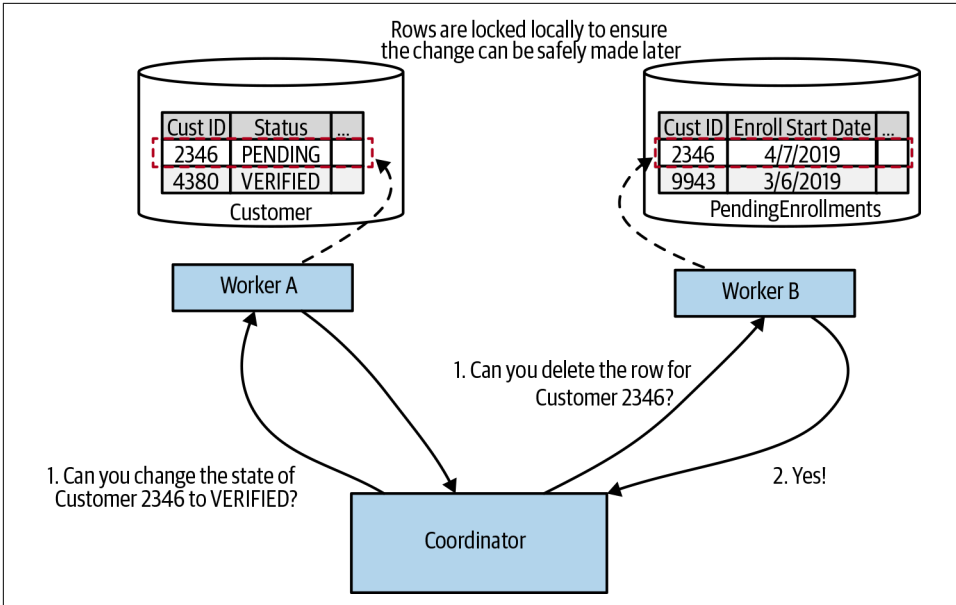 Rows are locked locally to ensure
the change can be safely made later
Cust ID Status ...
2346 PENDING
4380 VERIFIED
Customer
Cust ID Enroll Start Date ...
2346 4/7/2019
9943 3/6/2019
PendingEnrollments
Worker A
Worker B
1. Can you delete the row for
Customer 2346?
1. Can you change the state of
Customer 2346 to VERIFIED?
2. Yes!
Coordinator